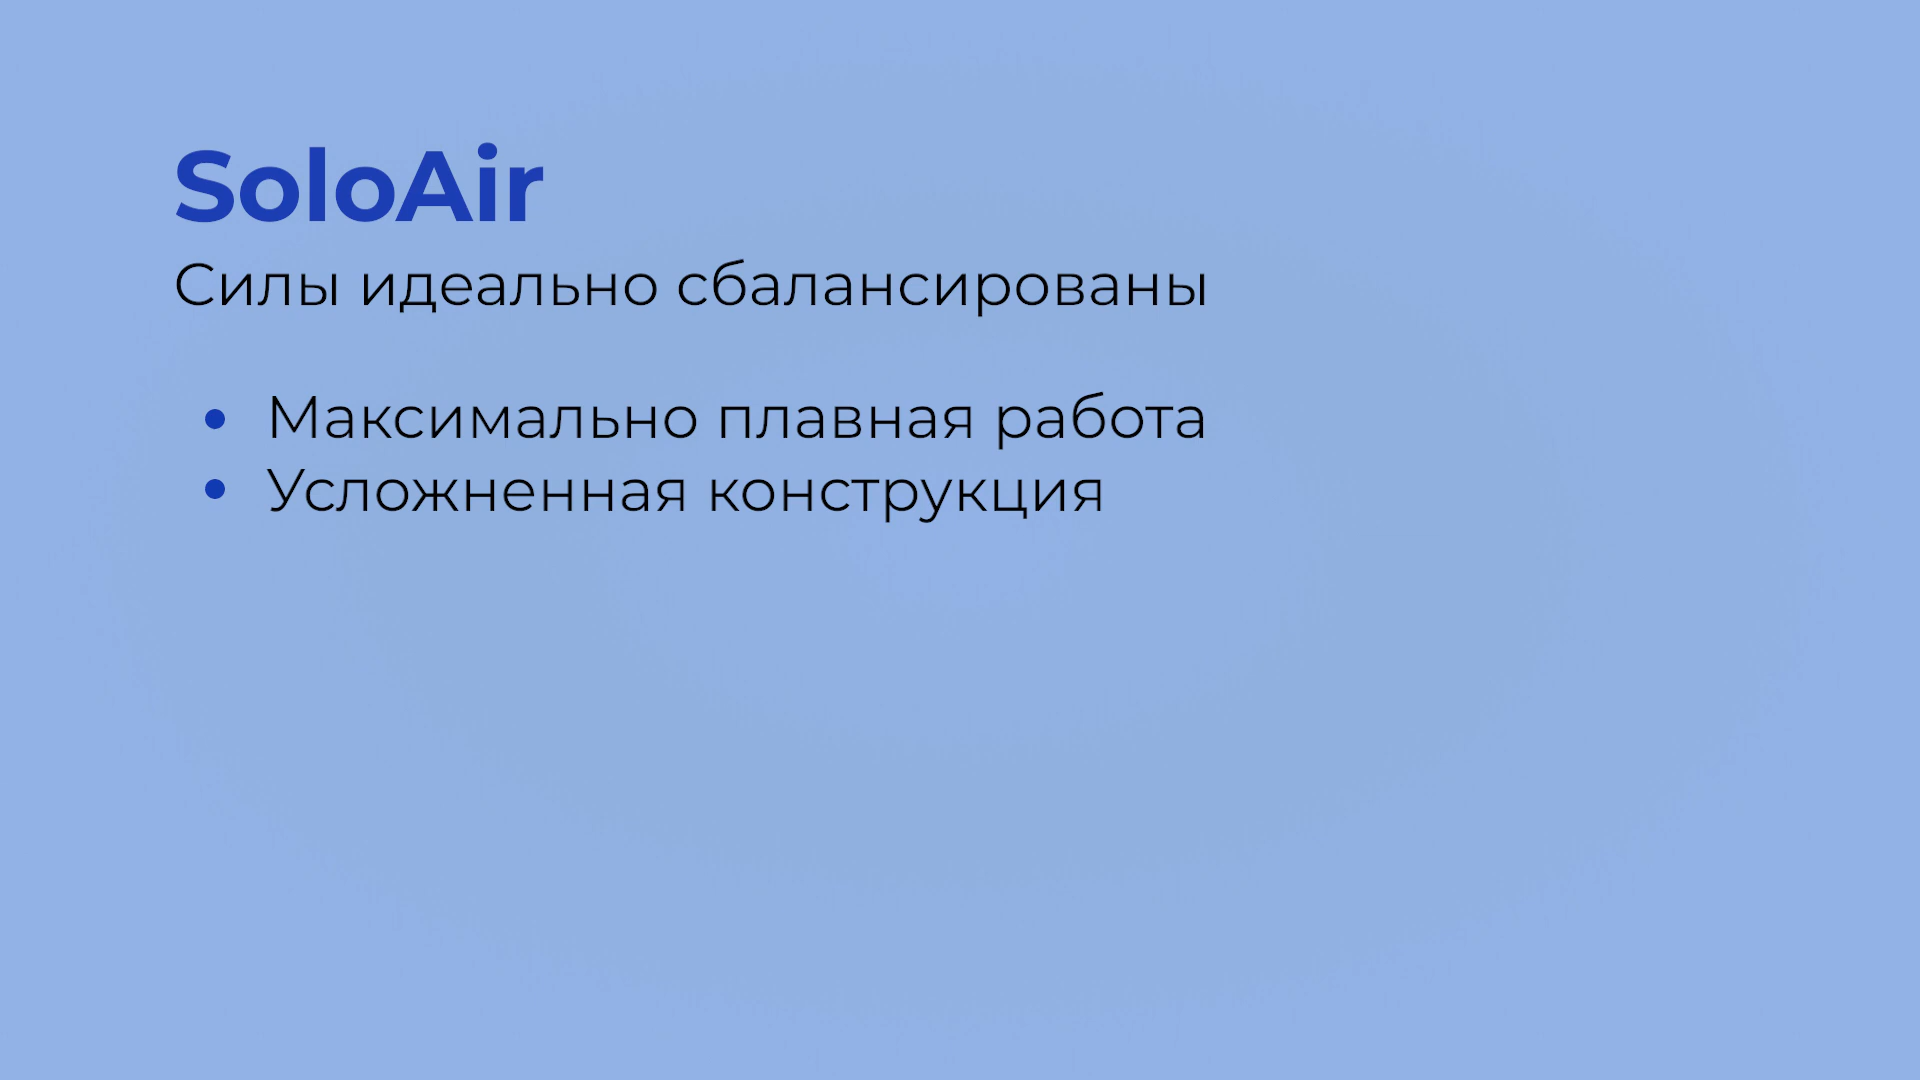 SoloAir
Силы идеально сбалансированы
Максимально плавная работа
Усложненная конструкция